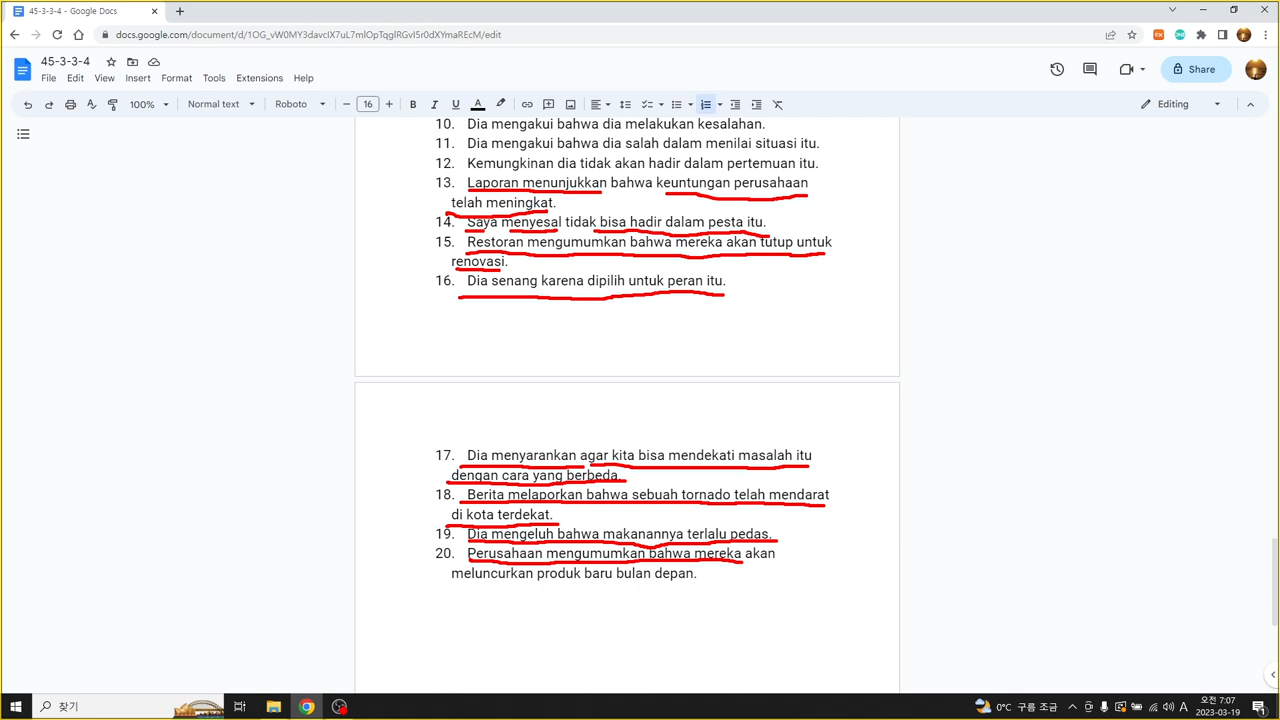 45-3-3-4 - Google Docs
docs.google.com/document/d/1OG_vW0MY3davcIX7uL7mlOpTqglRGvI5r0dXYmaREcM/edit
45-3-3-4
File Edit View Insert Format Tools Extensions Help
Share
100% Normal text Roboto 16 Editing
10. Dia mengakui bahwa dia melakukan kesalahan.
11. Dia mengakui bahwa dia salah dalam menilai situasi itu.
12. Kemungkinan dia tidak akan hadir dalam pertemuan itu.
13. Laporan menunjukkan bahwa keuntungan perusahaan
telah meningkat.
14. Saya menyesal tidak bisa hadir dalam pesta itu.
15. Restoran mengumumkan bahwa mereka akan tutup untuk
renovasi.
16. Dia senang karena dipilih untuk peran itu.
17. Dia menyarankan agar kita bisa mendekati masalah itu
dengan cara yang berbeda.
18. Berita melaporkan bahwa sebuah tornado telah mendarat
di kota terdekat.
19. Dia mengeluh bahwa makanannya terlalu pedas.
20. Perusahaan mengumumkan bahwa mereka akan
meluncurkan produk baru bulan depan.
찾기
0°C 구름 조금
A
오전 7:07
2023-03-19